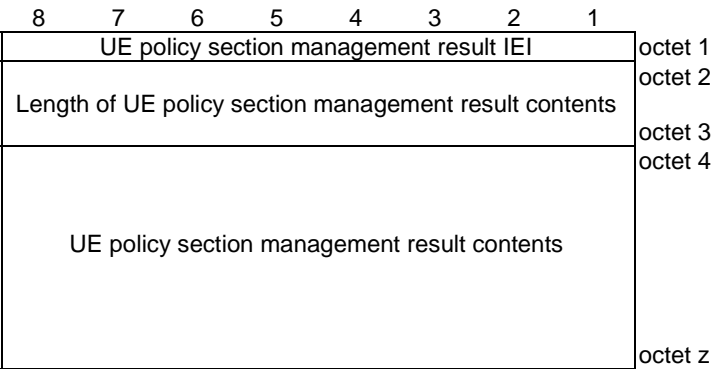 8 7 6 5 4 3 2 1
UE policy section management result IEI octet 1
octet 2
Length of UE policy section management result contents
octet 3
octet 4
UE policy section management result contents
octet z